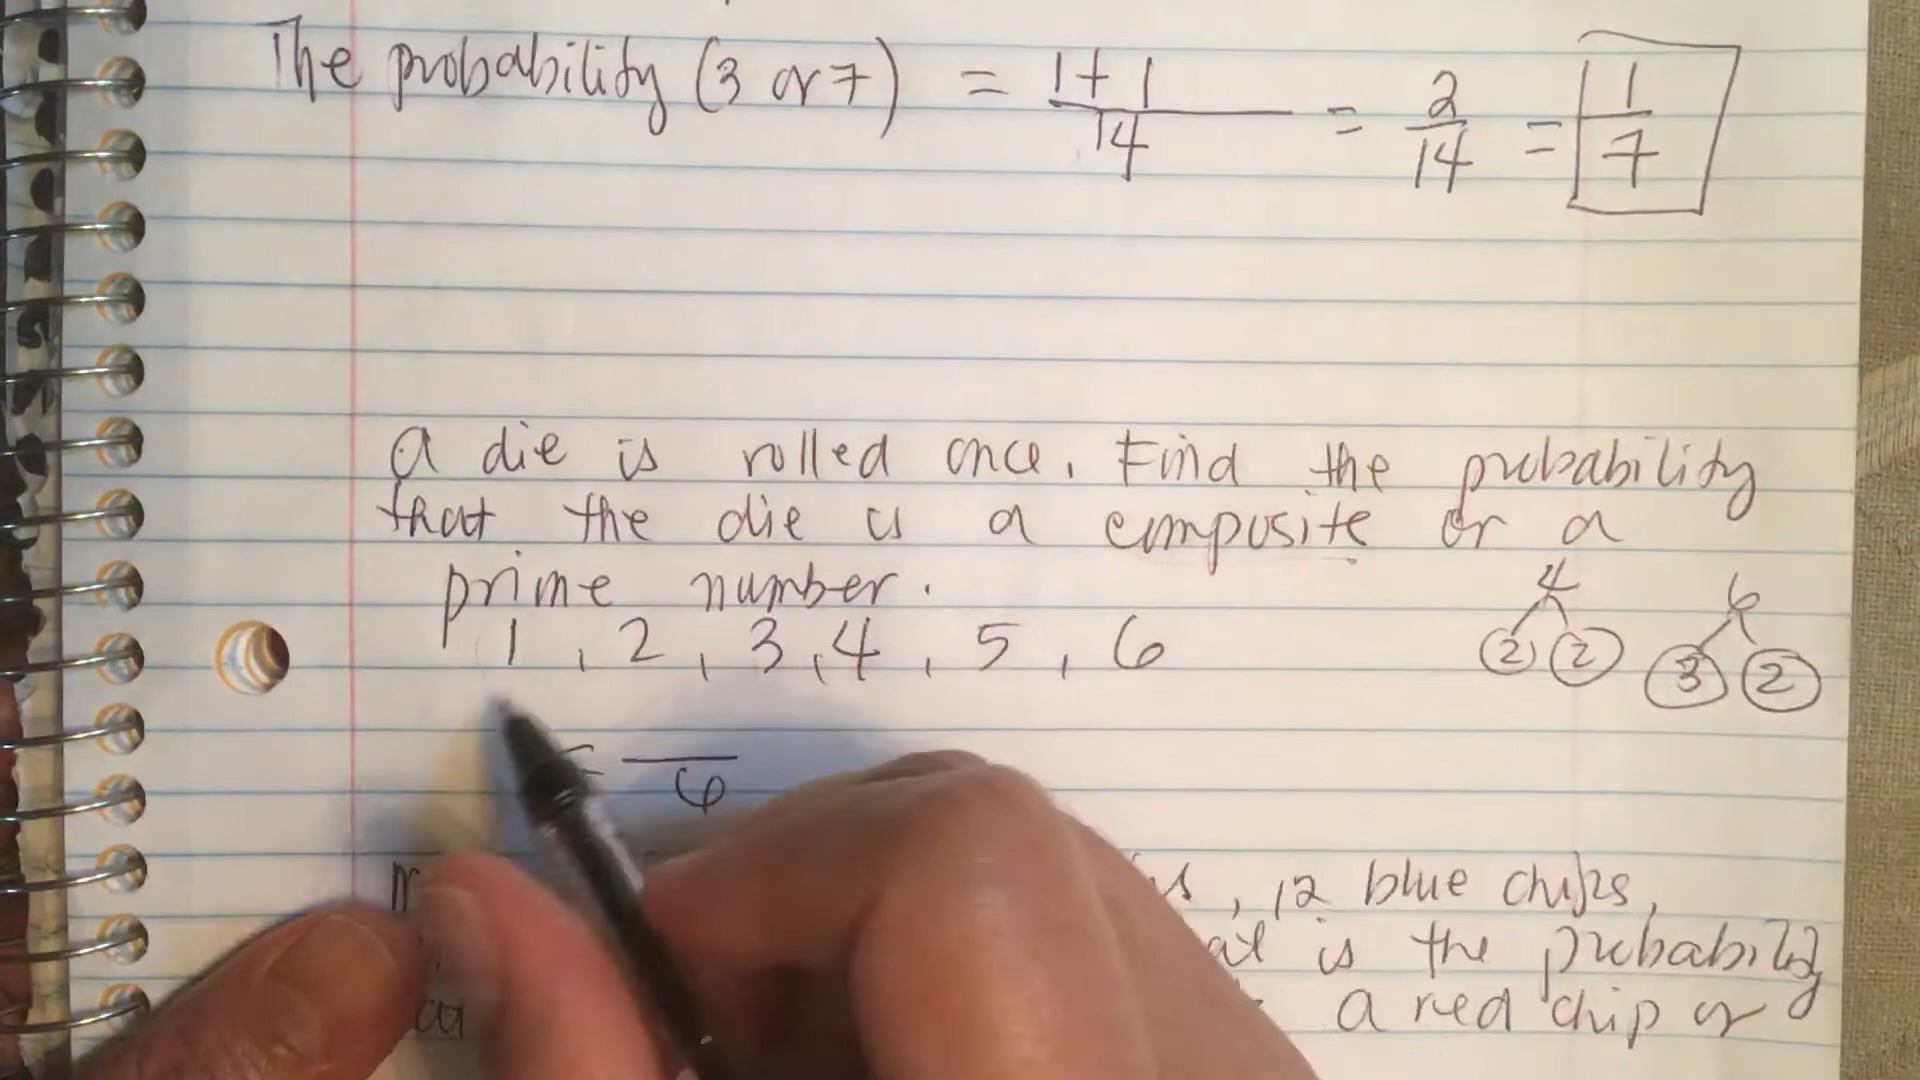 The probability (3 or 7) = 1+1/14 = 2/14 = 1/7
a die is rolled once. Find the probability
that the die is a composite or a
prime number.
4 6
1, 2, 3, 4, 5, 6
2 2 3 2
= /6
, 12 blue chips,
is the probability
a red chip or